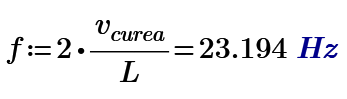 f := 2 • v_curea / L = 23.194 Hz